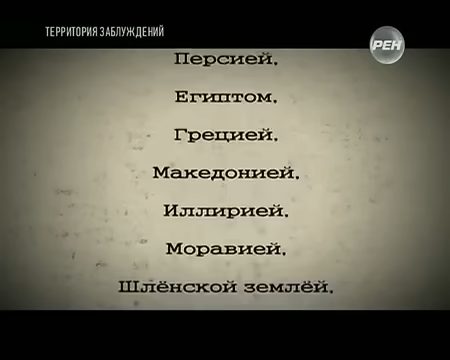 ТЕРРИТОРИЯ ЗАБЛУЖДЕНИЙ
РЕН
Персией,
Египтом,
Грецией,
Македонией,
Иллирией,
Моравией,
Шлёнской землёй,